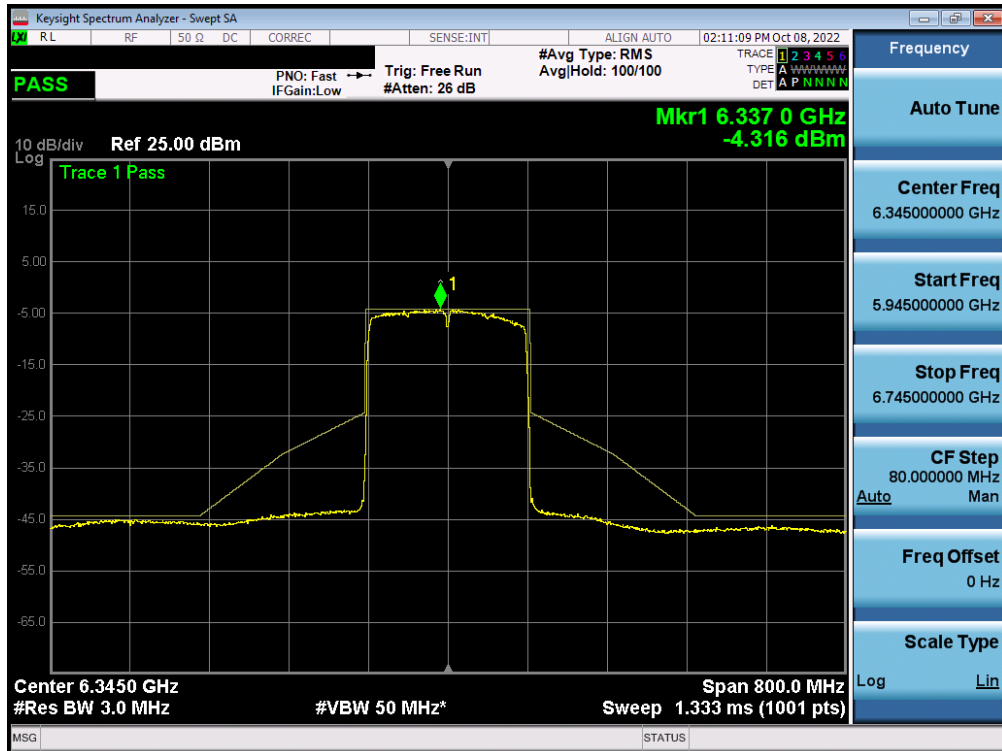 Keysight Spectrum Analyzer - Swept SA
LXI RL RF 50 Ω DC CORREC SENSE:INT ALIGN AUTO 02:11:09 PM Oct 08, 2022
PASS
PNO: Fast
IFGain:Low
Trig: Free Run
#Atten: 26 dB
#Avg Type: RMS
Avg|Hold: 100/100
TRACE 1 2 3 4 5 6
TYPE A WWWWW
DET A P N N N N
Mkr1 6.337 0 GHz
-4.316 dBm
10 dB/div Ref 25.00 dBm
Log
Trace 1 Pass
15.0
5.00
1
-5.00
-15.0
-25.0
-35.0
-45.0
-55.0
-65.0
Center 6.3450 GHz Span 800.0 MHz
#Res BW 3.0 MHz #VBW 50 MHz* Sweep 1.333 ms (1001 pts)
MSG STATUS
Frequency
Auto Tune
Center Freq
6.345000000 GHz
Start Freq
5.945000000 GHz
Stop Freq
6.745000000 GHz
CF Step
80.000000 MHz
Auto Man
Freq Offset
0 Hz
Scale Type
Log Lin